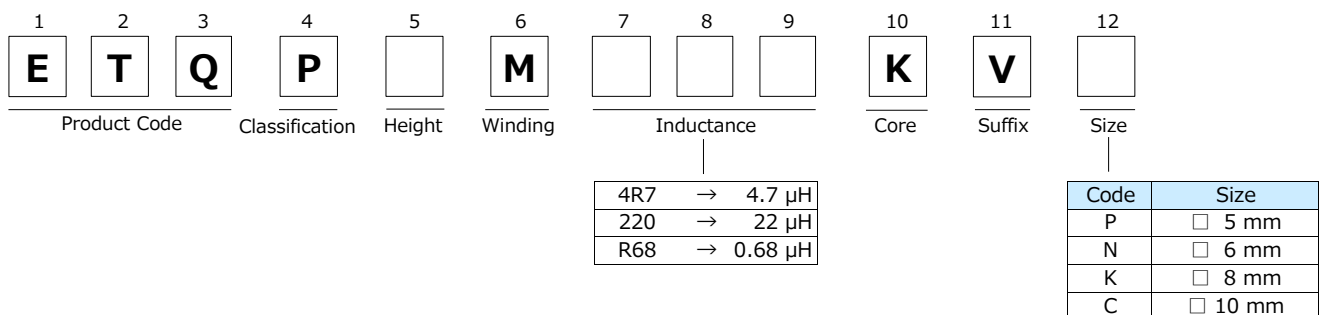 1 2 3 4 5 6 7 8 9 10 11 12
E T Q P M K V
Product Code Classification Height Winding Inductance Core Suffix Size
4R7 → 4.7 μH
220 → 22 μH
R68 → 0.68 μH
Code Size
P □ 5 mm
N □ 6 mm
K □ 8 mm
C □ 10 mm